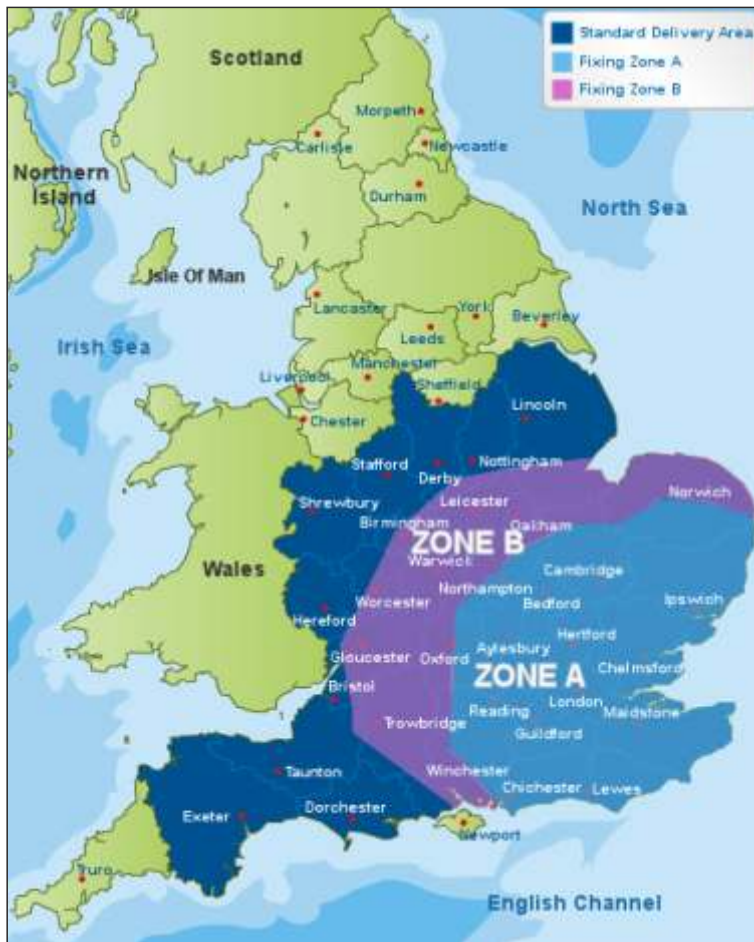 Standard Delivery Area
Fixing Zone A
Fixing Zone B
Scotland
Morpeth
Carlisle
Newcastle
Northern
Island
Durham
North Sea
Isle Of Man
Lancaster
York
Beverley
Leeds
Irish Sea
Manchester
Liverpool
Sheffield
Chester
Lincoln
Stafford
Nottingham
Derby
Norwich
Leicester
Shrewbury
Birmingham
Oakham
ZONE B
Warwick
Wales
Cambridge
Northampton
Worcester
Bedford
Ipswich
Hereford
Hertford
Aylesbury
Gloucester
Oxford
Chelmsford
ZONE A
Bristol
London
Reading
Maidstone
Trowbridge
Guildford
Winchester
Taunton
Chichester
Lewes
Exeter
Dorchester
Newport
Truro
English Channel